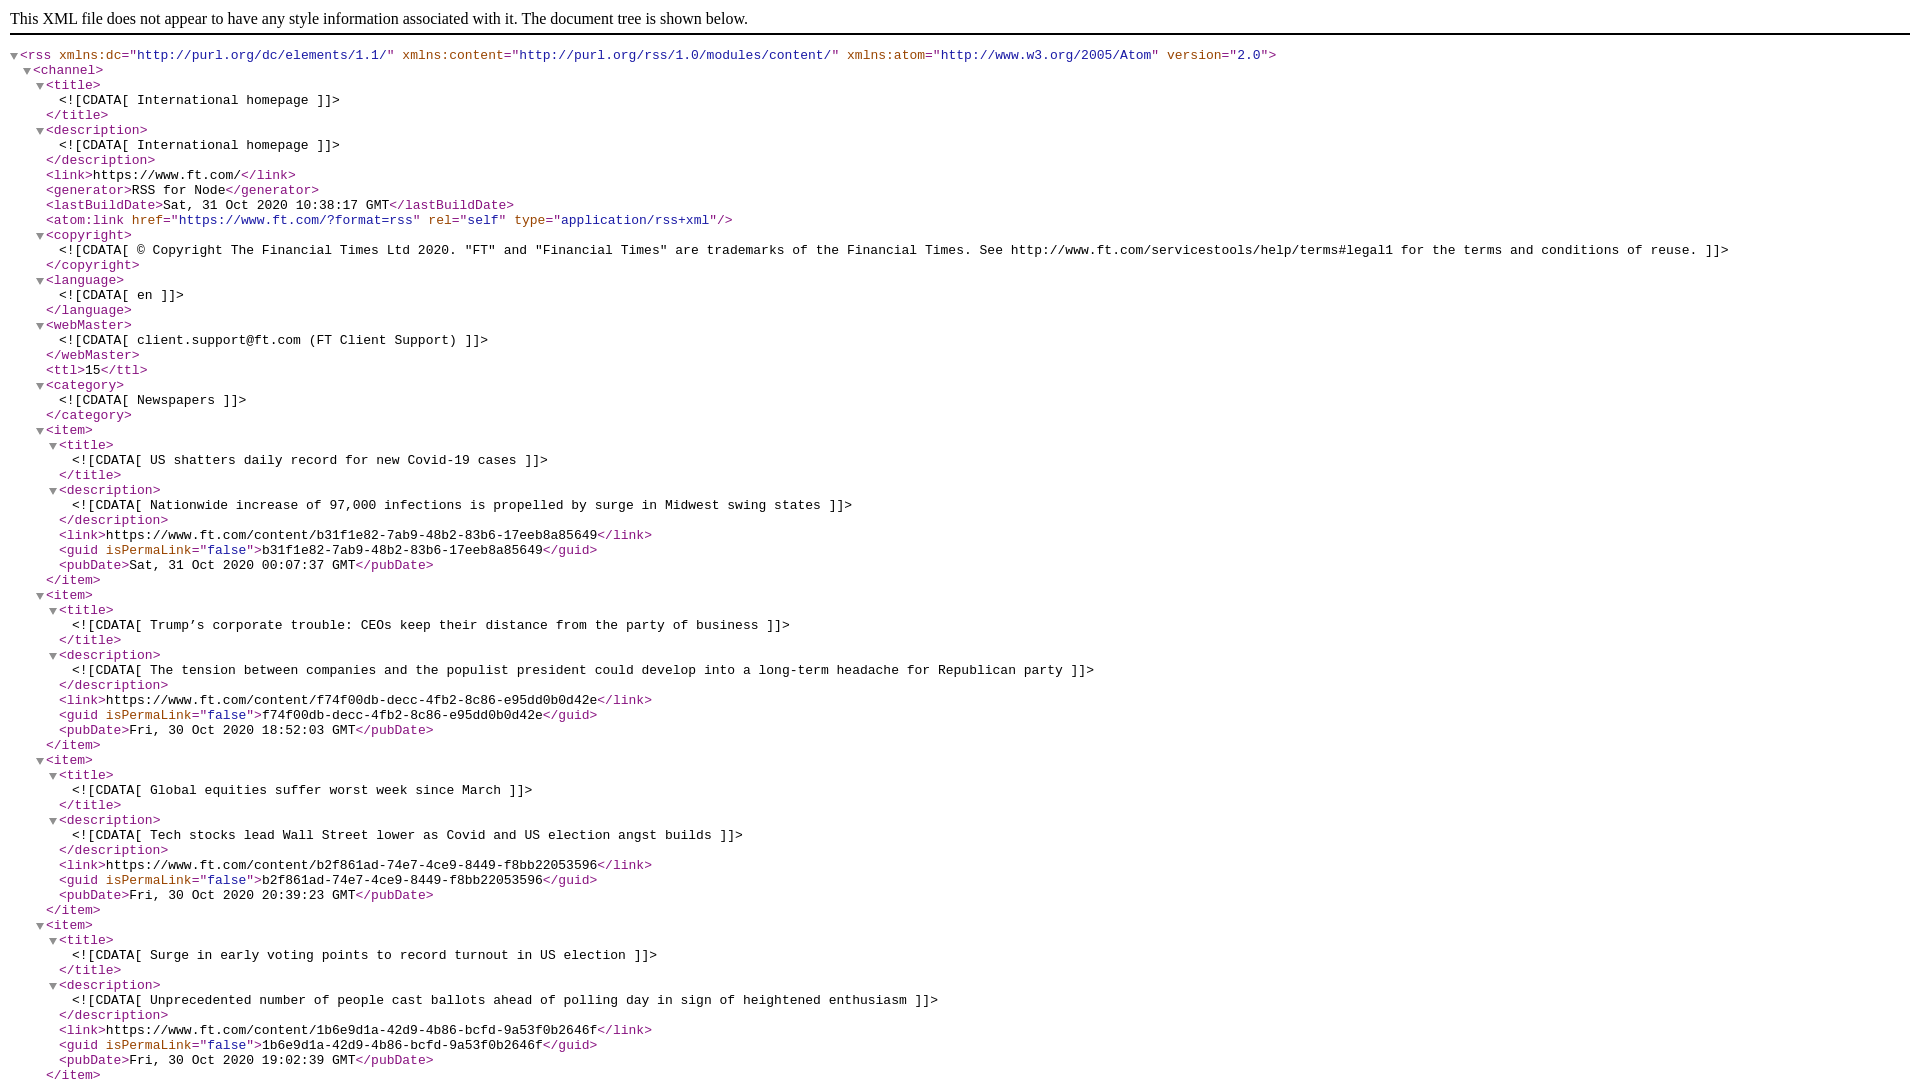 This XML file does not appear to have any style information associated with it. The document tree is shown below.
<rss xmlns:dc="http://purl.org/dc/elements/1.1/" xmlns:content="http://purl.org/rss/1.0/modules/content/" xmlns:atom="http://www.w3.org/2005/Atom" version="2.0">
<channel>
<title>
<![CDATA[ International homepage ]]>
</title>
<description>
<![CDATA[ International homepage ]]>
</description>
<link>https://www.ft.com/</link>
<generator>RSS for Node</generator>
<lastBuildDate>Sat, 31 Oct 2020 10:38:17 GMT</lastBuildDate>
<atom:link href="https://www.ft.com/?format=rss" rel="self" type="application/rss+xml"/>
<copyright>
<![CDATA[ © Copyright The Financial Times Ltd 2020. "FT" and "Financial Times" are trademarks of the Financial Times. See http://www.ft.com/servicestools/help/terms#legal1 for the terms and conditions of reuse. ]]>
</copyright>
<language>
<![CDATA[ en ]]>
</language>
<webMaster>
<![CDATA[ client.support@ft.com (FT Client Support) ]]>
</webMaster>
<ttl>15</ttl>
<category>
<![CDATA[ Newspapers ]]>
</category>
<item>
<title>
<![CDATA[ US shatters daily record for new Covid-19 cases ]]>
</title>
<description>
<![CDATA[ Nationwide increase of 97,000 infections is propelled by surge in Midwest swing states ]]>
</description>
<link>https://www.ft.com/content/b31f1e82-7ab9-48b2-83b6-17eeb8a85649</link>
<guid isPermaLink="false">b31f1e82-7ab9-48b2-83b6-17eeb8a85649</guid>
<pubDate>Sat, 31 Oct 2020 00:07:37 GMT</pubDate>
</item>
<item>
<title>
<![CDATA[ Trump’s corporate trouble: CEOs keep their distance from the party of business ]]>
</title>
<description>
<![CDATA[ The tension between companies and the populist president could develop into a long-term headache for Republican party ]]>
</description>
<link>https://www.ft.com/content/f74f00db-decc-4fb2-8c86-e95dd0b0d42e</link>
<guid isPermaLink="false">f74f00db-decc-4fb2-8c86-e95dd0b0d42e</guid>
<pubDate>Fri, 30 Oct 2020 18:52:03 GMT</pubDate>
</item>
<item>
<title>
<![CDATA[ Global equities suffer worst week since March ]]>
</title>
<description>
<![CDATA[ Tech stocks lead Wall Street lower as Covid and US election angst builds ]]>
</description>
<link>https://www.ft.com/content/b2f861ad-74e7-4ce9-8449-f8bb22053596</link>
<guid isPermaLink="false">b2f861ad-74e7-4ce9-8449-f8bb22053596</guid>
<pubDate>Fri, 30 Oct 2020 20:39:23 GMT</pubDate>
</item>
<item>
<title>
<![CDATA[ Surge in early voting points to record turnout in US election ]]>
</title>
<description>
<![CDATA[ Unprecedented number of people cast ballots ahead of polling day in sign of heightened enthusiasm ]]>
</description>
<link>https://www.ft.com/content/1b6e9d1a-42d9-4b86-bcfd-9a53f0b2646f</link>
<guid isPermaLink="false">1b6e9d1a-42d9-4b86-bcfd-9a53f0b2646f</guid>
<pubDate>Fri, 30 Oct 2020 19:02:39 GMT</pubDate>
</item>